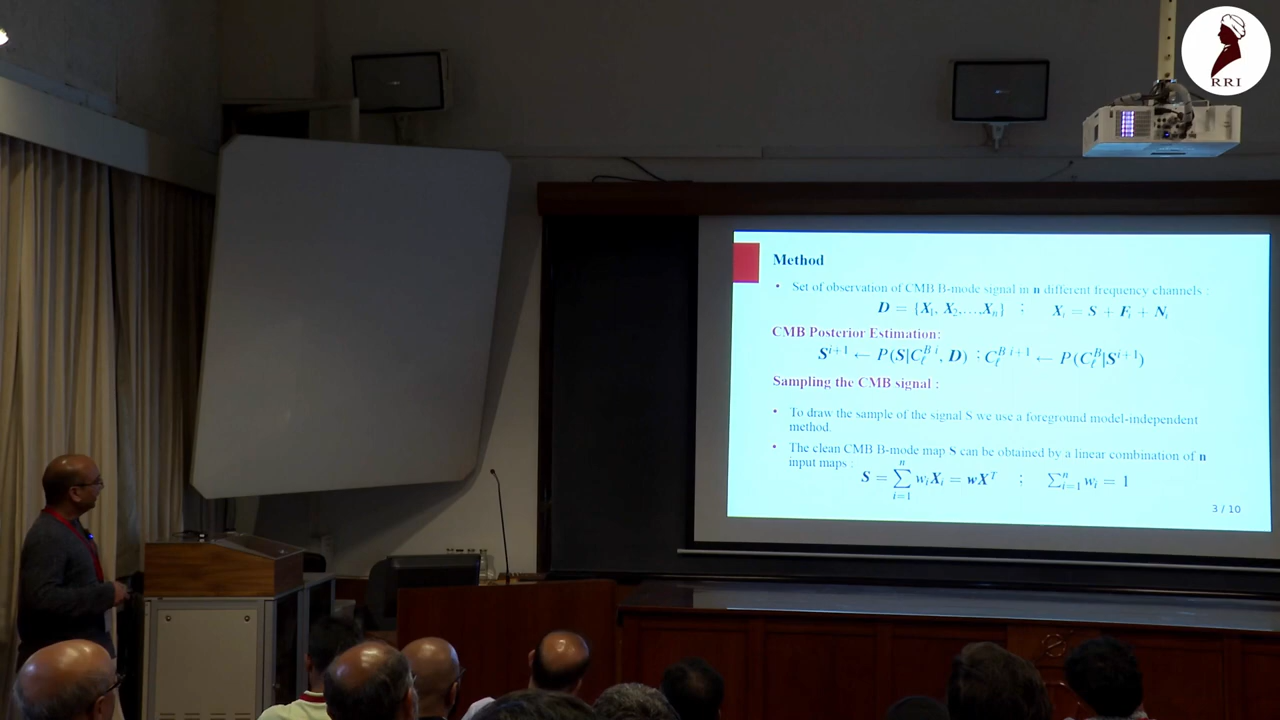 RRI
Method
• Set of observation of CMB B-mode signal in n different frequency channels :
D = {X₁, X₂,...,Xₙ} ; Xᵢ = S + Fᵢ + Nᵢ
CMB Posterior Estimation:
Sⁱ⁺¹ ← P(S|C_ℓ^{B i}, D) ; C_ℓ^{B i+1} ← P(C_ℓ^B|Sⁱ⁺¹)
Sampling the CMB signal :
• To draw the sample of the signal S we use a foreground model-independent
method.
• The clean CMB B-mode map S can be obtained by a linear combination of n
input maps :
S = ∑_{i=1}^{n} wᵢXᵢ = wXᵀ ; ∑_{i=1}^{n} wᵢ = 1
3 / 10